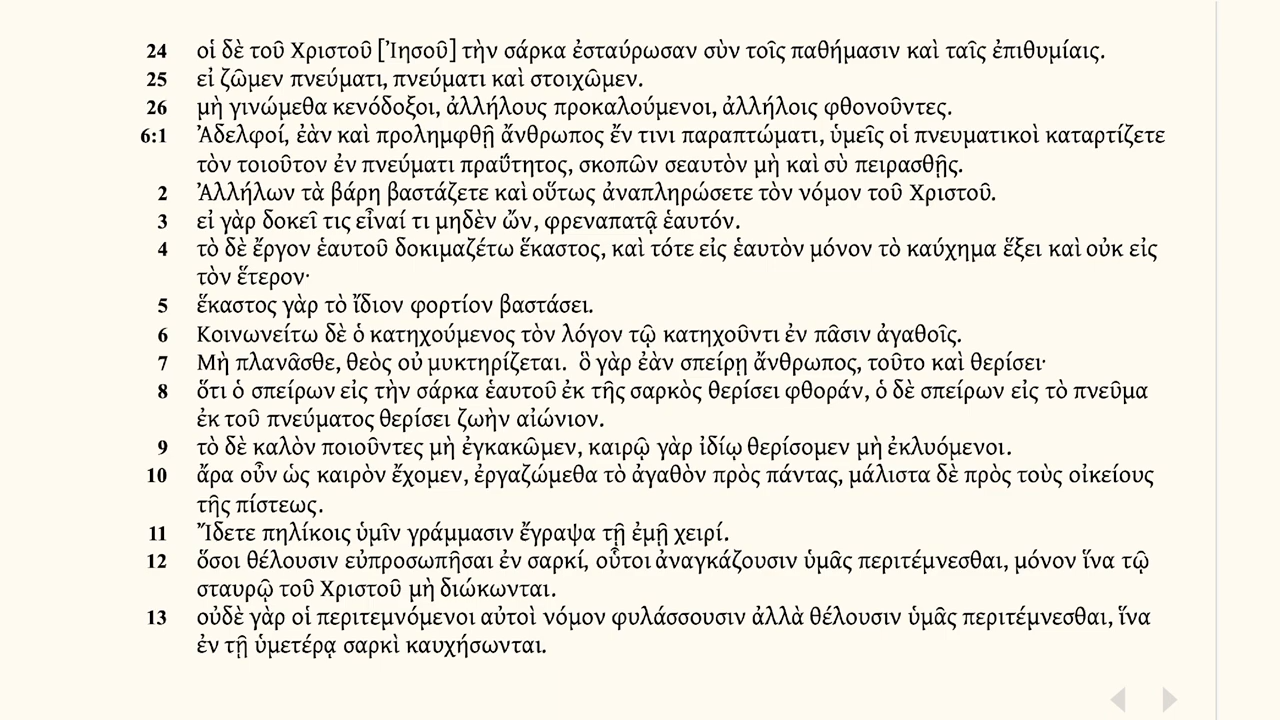 24 οἱ δὲ τοῦ Χριστοῦ [Ἰησοῦ] τὴν σάρκα ἐσταύρωσαν σὺν τοῖς παθήμασιν καὶ ταῖς ἐπιθυμίαις.
25 εἰ ζῶμεν πνεύματι, πνεύματι καὶ στοιχῶμεν.
26 μὴ γινώμεθα κενόδοξοι, ἀλλήλους προκαλούμενοι, ἀλλήλοις φθονοῦντες.
6:1 Ἀδελφοί, ἐὰν καὶ προλημφθῇ ἄνθρωπος ἔν τινι παραπτώματι, ὑμεῖς οἱ πνευματικοὶ καταρτίζετε
τὸν τοιοῦτον ἐν πνεύματι πραΰτητος, σκοπῶν σεαυτὸν μὴ καὶ σὺ πειρασθῇς.
2 Ἀλλήλων τὰ βάρη βαστάζετε καὶ οὕτως ἀναπληρώσετε τὸν νόμον τοῦ Χριστοῦ.
3 εἰ γὰρ δοκεῖ τις εἶναί τι μηδὲν ὤν, φρεναπατᾷ ἑαυτόν.
4 τὸ δὲ ἔργον ἑαυτοῦ δοκιμαζέτω ἕκαστος, καὶ τότε εἰς ἑαυτὸν μόνον τὸ καύχημα ἕξει καὶ οὐκ εἰς
τὸν ἕτερον·
5 ἕκαστος γὰρ τὸ ἴδιον φορτίον βαστάσει.
6 Κοινωνείτω δὲ ὁ κατηχούμενος τὸν λόγον τῷ κατηχοῦντι ἐν πᾶσιν ἀγαθοῖς.
7 Μὴ πλανᾶσθε, θεὸς οὐ μυκτηρίζεται. ὃ γὰρ ἐὰν σπείρῃ ἄνθρωπος, τοῦτο καὶ θερίσει·
8 ὅτι ὁ σπείρων εἰς τὴν σάρκα ἑαυτοῦ ἐκ τῆς σαρκὸς θερίσει φθοράν, ὁ δὲ σπείρων εἰς τὸ πνεῦμα
ἐκ τοῦ πνεύματος θερίσει ζωὴν αἰώνιον.
9 τὸ δὲ καλὸν ποιοῦντες μὴ ἐγκακῶμεν, καιρῷ γὰρ ἰδίῳ θερίσομεν μὴ ἐκλυόμενοι.
10 ἄρα οὖν ὡς καιρὸν ἔχομεν, ἐργαζώμεθα τὸ ἀγαθὸν πρὸς πάντας, μάλιστα δὲ πρὸς τοὺς οἰκείους
τῆς πίστεως.
11 Ἴδετε πηλίκοις ὑμῖν γράμμασιν ἔγραψα τῇ ἐμῇ χειρί.
12 ὅσοι θέλουσιν εὐπροσωπῆσαι ἐν σαρκί, οὗτοι ἀναγκάζουσιν ὑμᾶς περιτέμνεσθαι, μόνον ἵνα τῷ
σταυρῷ τοῦ Χριστοῦ μὴ διώκωνται.
13 οὐδὲ γὰρ οἱ περιτεμνόμενοι αὐτοὶ νόμον φυλάσσουσιν ἀλλὰ θέλουσιν ὑμᾶς περιτέμνεσθαι, ἵνα
ἐν τῇ ὑμετέρᾳ σαρκὶ καυχήσωνται.